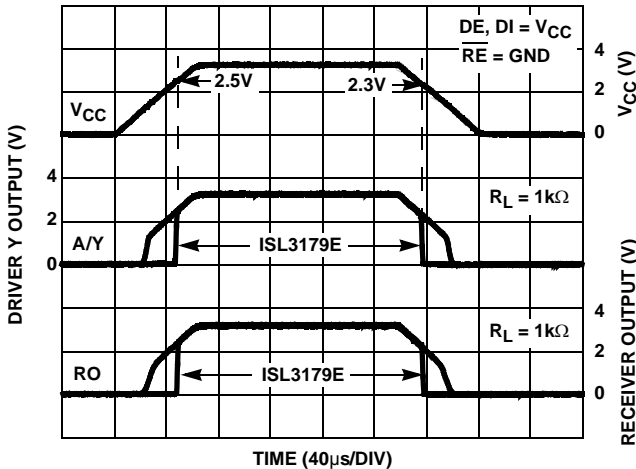 DE, DI = VCC
RE = GND
4
2
0
VCC (V)
2.5V
2.3V
VCC
DRIVER Y OUTPUT (V)
4
2
0
RL = 1kΩ
A/Y
ISL3179E
RECEIVER OUTPUT (V)
4
2
0
RL = 1kΩ
RO
ISL3179E
TIME (40μs/DIV)